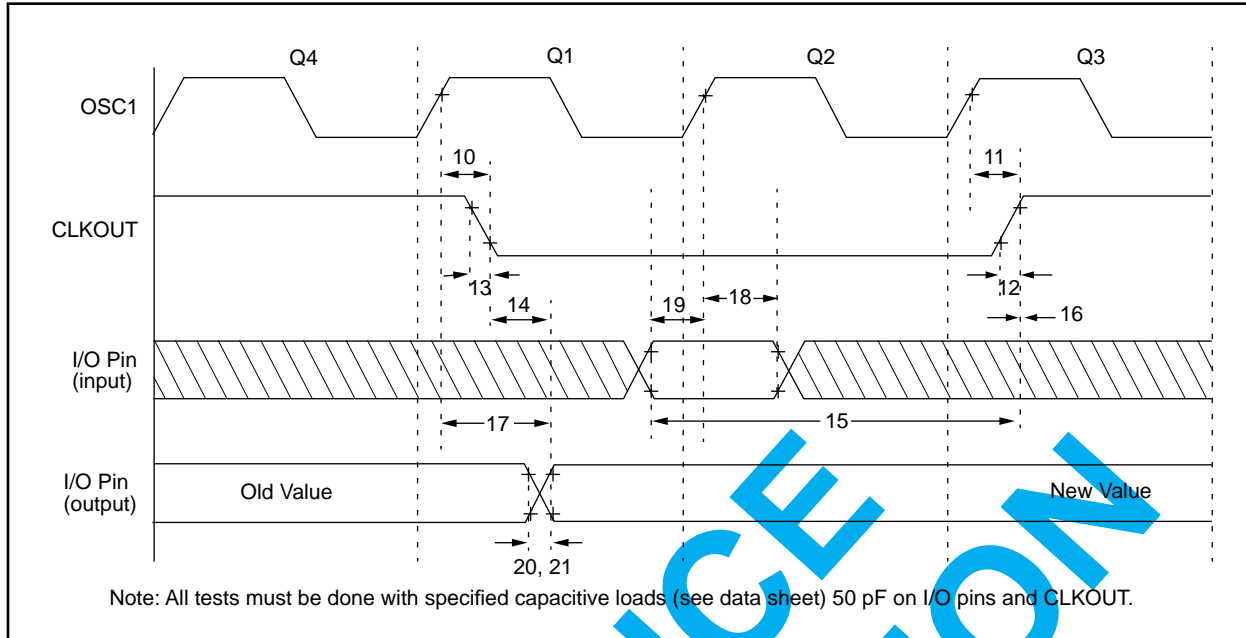 Q4 Q1 Q2 Q3
OSC1
10 11
CLKOUT
13 12
14 19 18 16
I/O Pin
(input)
17 15
I/O Pin
(output)
Old Value New Value
20, 21
Note: All tests must be done with specified capacitive loads (see data sheet) 50 pF on I/O pins and CLKOUT.